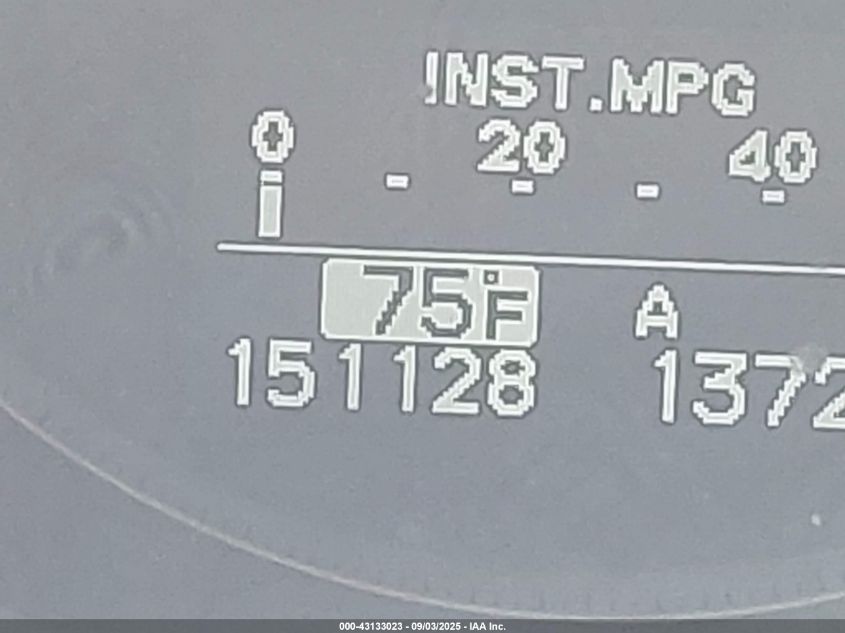 INST.MPG
0 20 40
75°F A
151128 1372
000-43133023 - 09/03/2025 - IAA Inc.